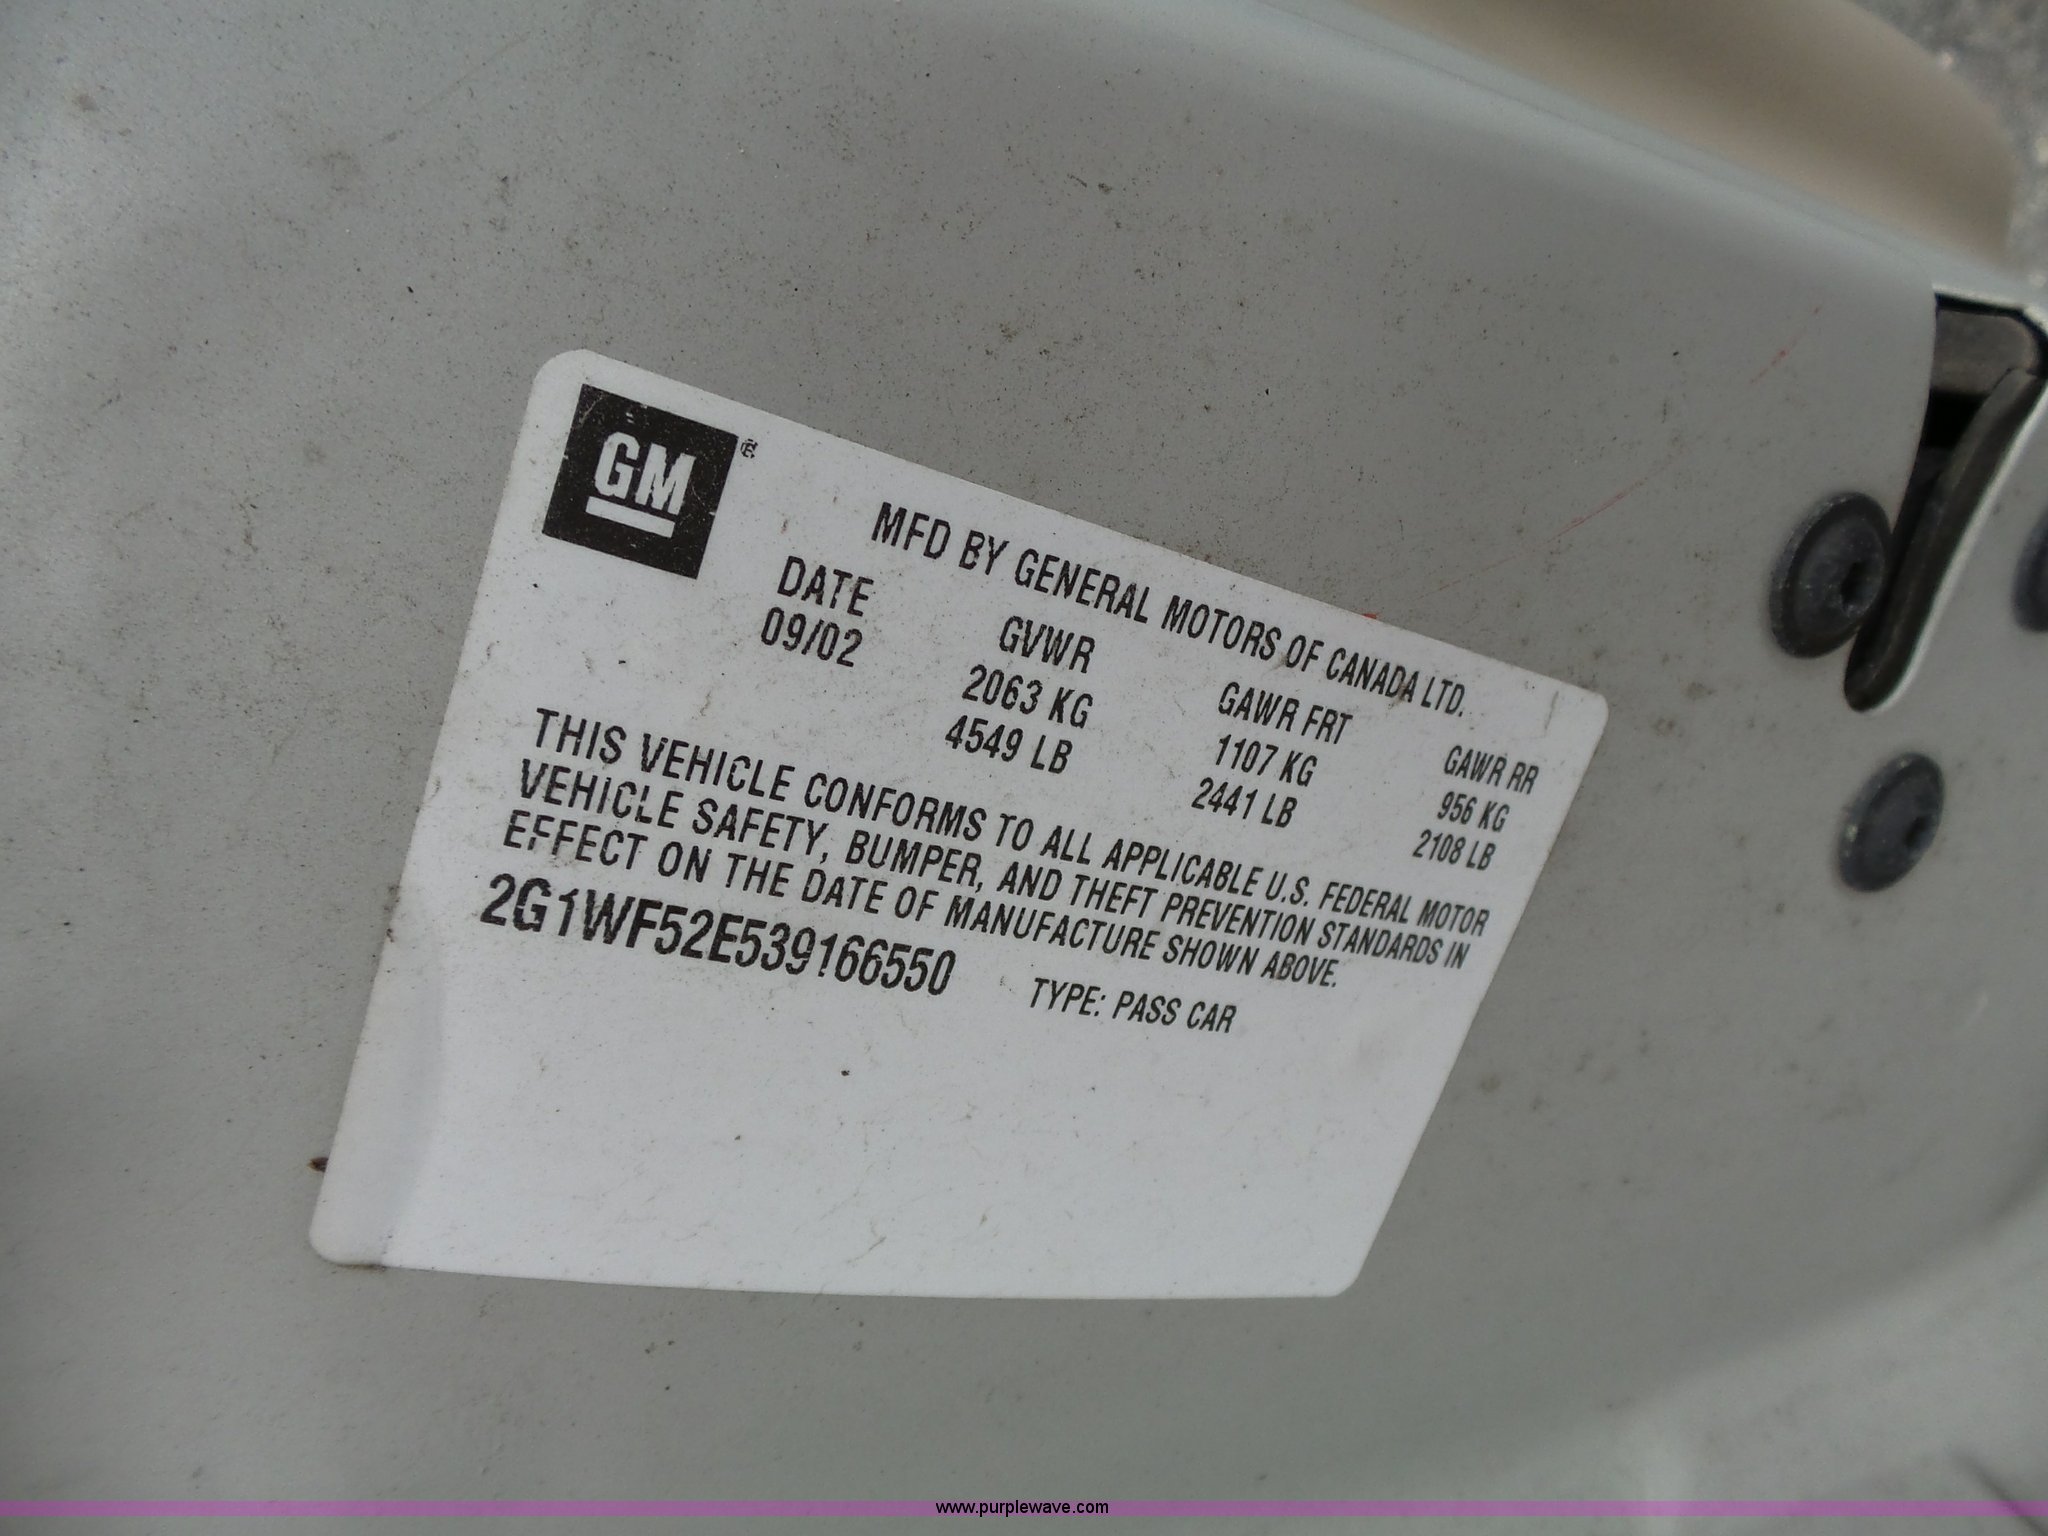 GM®
MFD BY GENERAL MOTORS OF CANADA LTD.
DATE GVWR GAWR FRT GAWR RR
09/02 2063 KG 1107 KG 956 KG
4549 LB 2441 LB 2108 LB
THIS VEHICLE CONFORMS TO ALL APPLICABLE U.S. FEDERAL MOTOR
VEHICLE SAFETY, BUMPER, AND THEFT PREVENTION STANDARDS IN
EFFECT ON THE DATE OF MANUFACTURE SHOWN ABOVE.
2G1WF52E539166550 TYPE: PASS CAR
www.purplewave.com